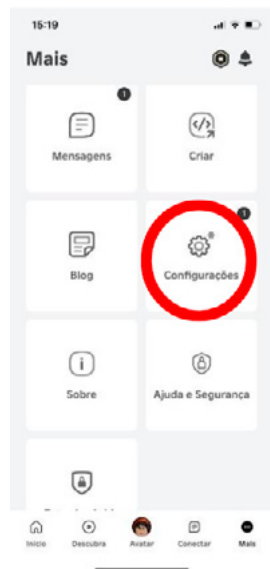 15:19
Mais
1
Mensagens
Criar
1
Blog
Configurações
Sobre
Ajuda e Segurança
Início Descubra Avatar Conectar Mais